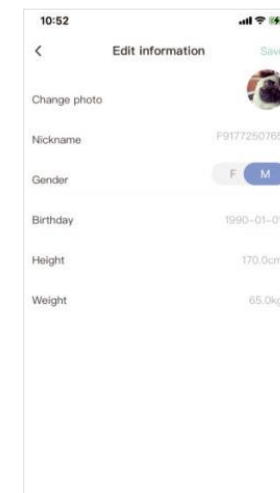 10:52
Edit information
Save
Change photo
Nickname
F9177250765
Gender
F M
Birthday
1990-01-01
Height
170.0cm
Weight
65.0kg